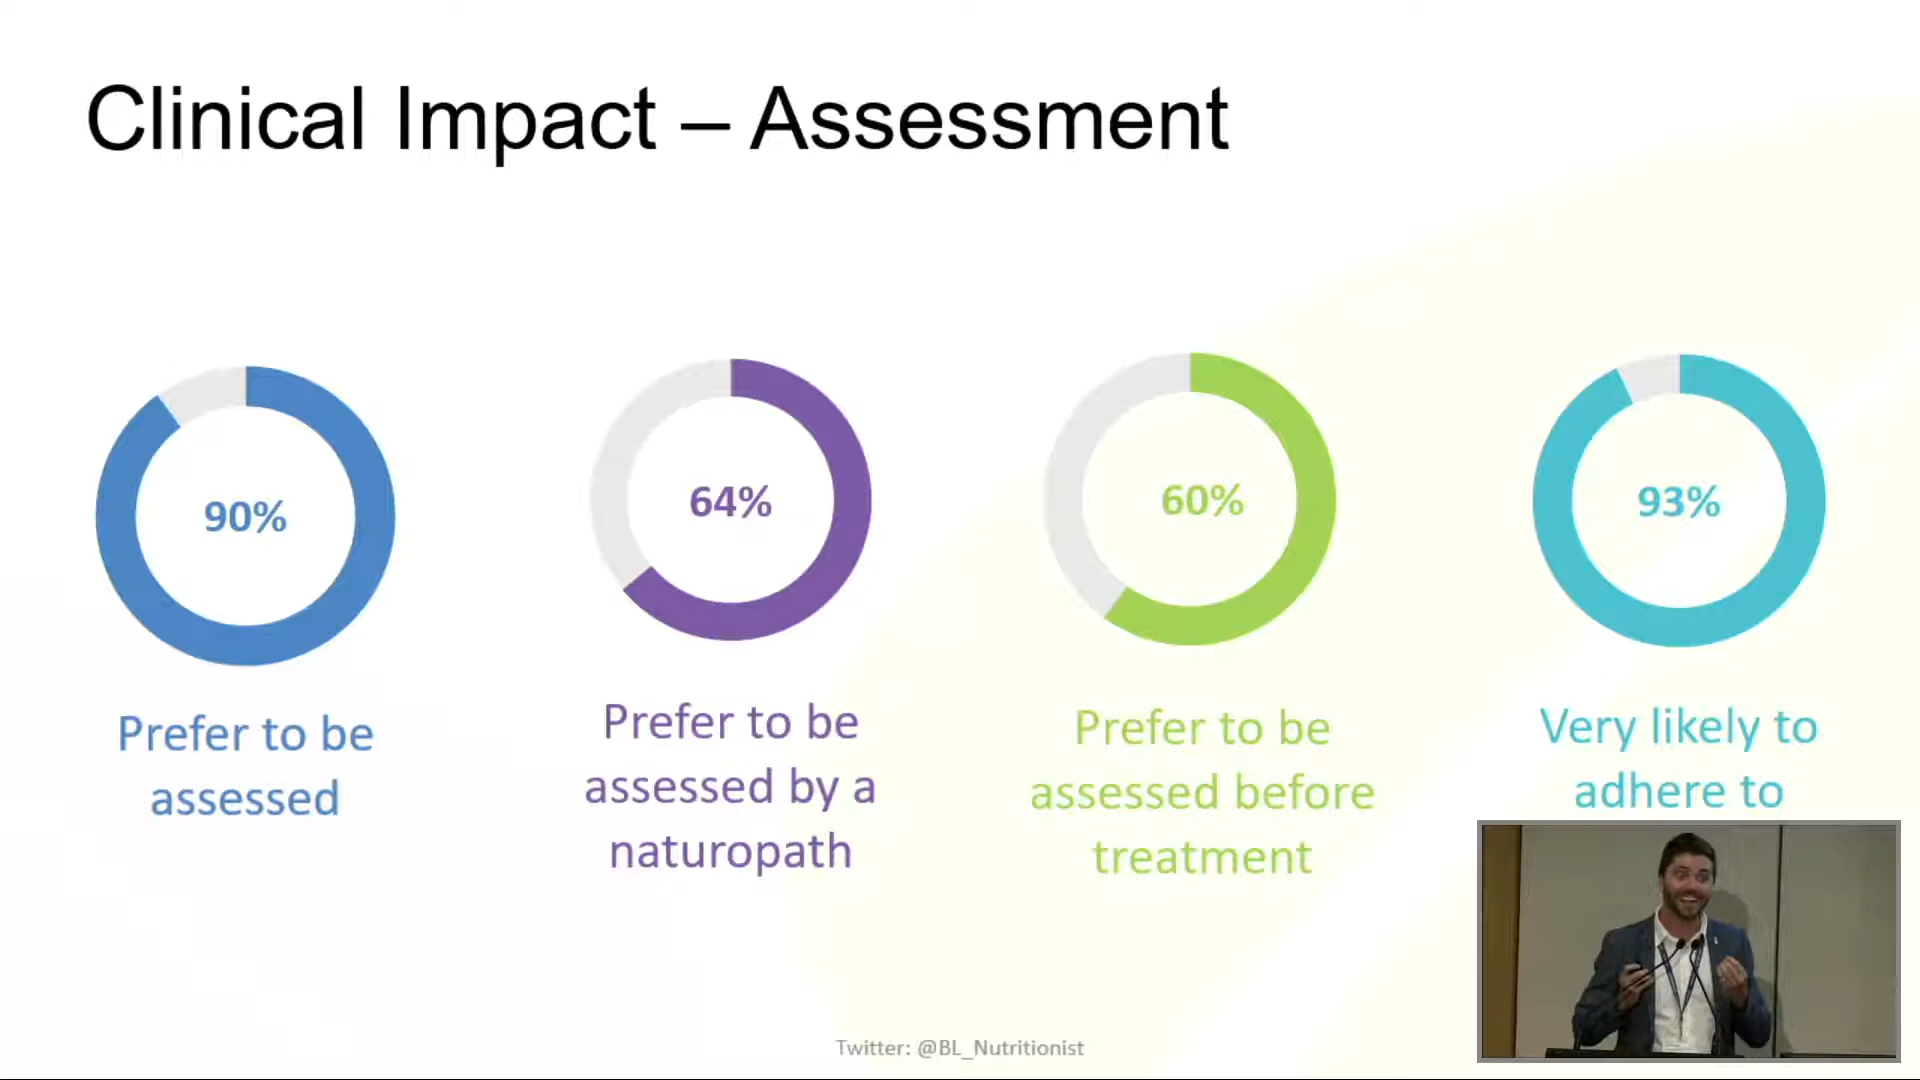 Clinical Impact – Assessment
90%
64%
60%
93%
Prefer to be
assessed
Prefer to be
assessed by a
naturopath
Prefer to be
assessed before
treatment
Very likely to
adhere to
Twitter: @BL_Nutritionist